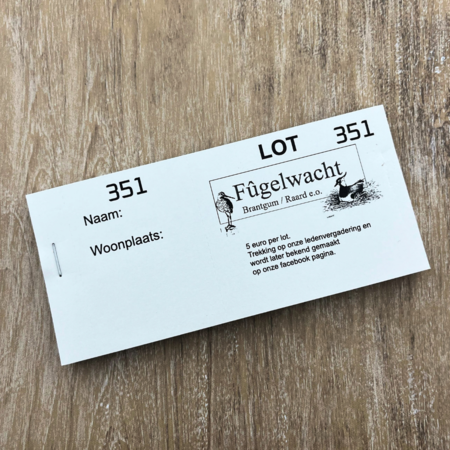 351
Naam:
Woonplaats:
LOT 351
Fûgelwacht
Brantgum / Raard e.o.
5 euro per lot.
Trekking op onze ledenvergadering en
wordt later bekend gemaakt
op onze facebook pagina.